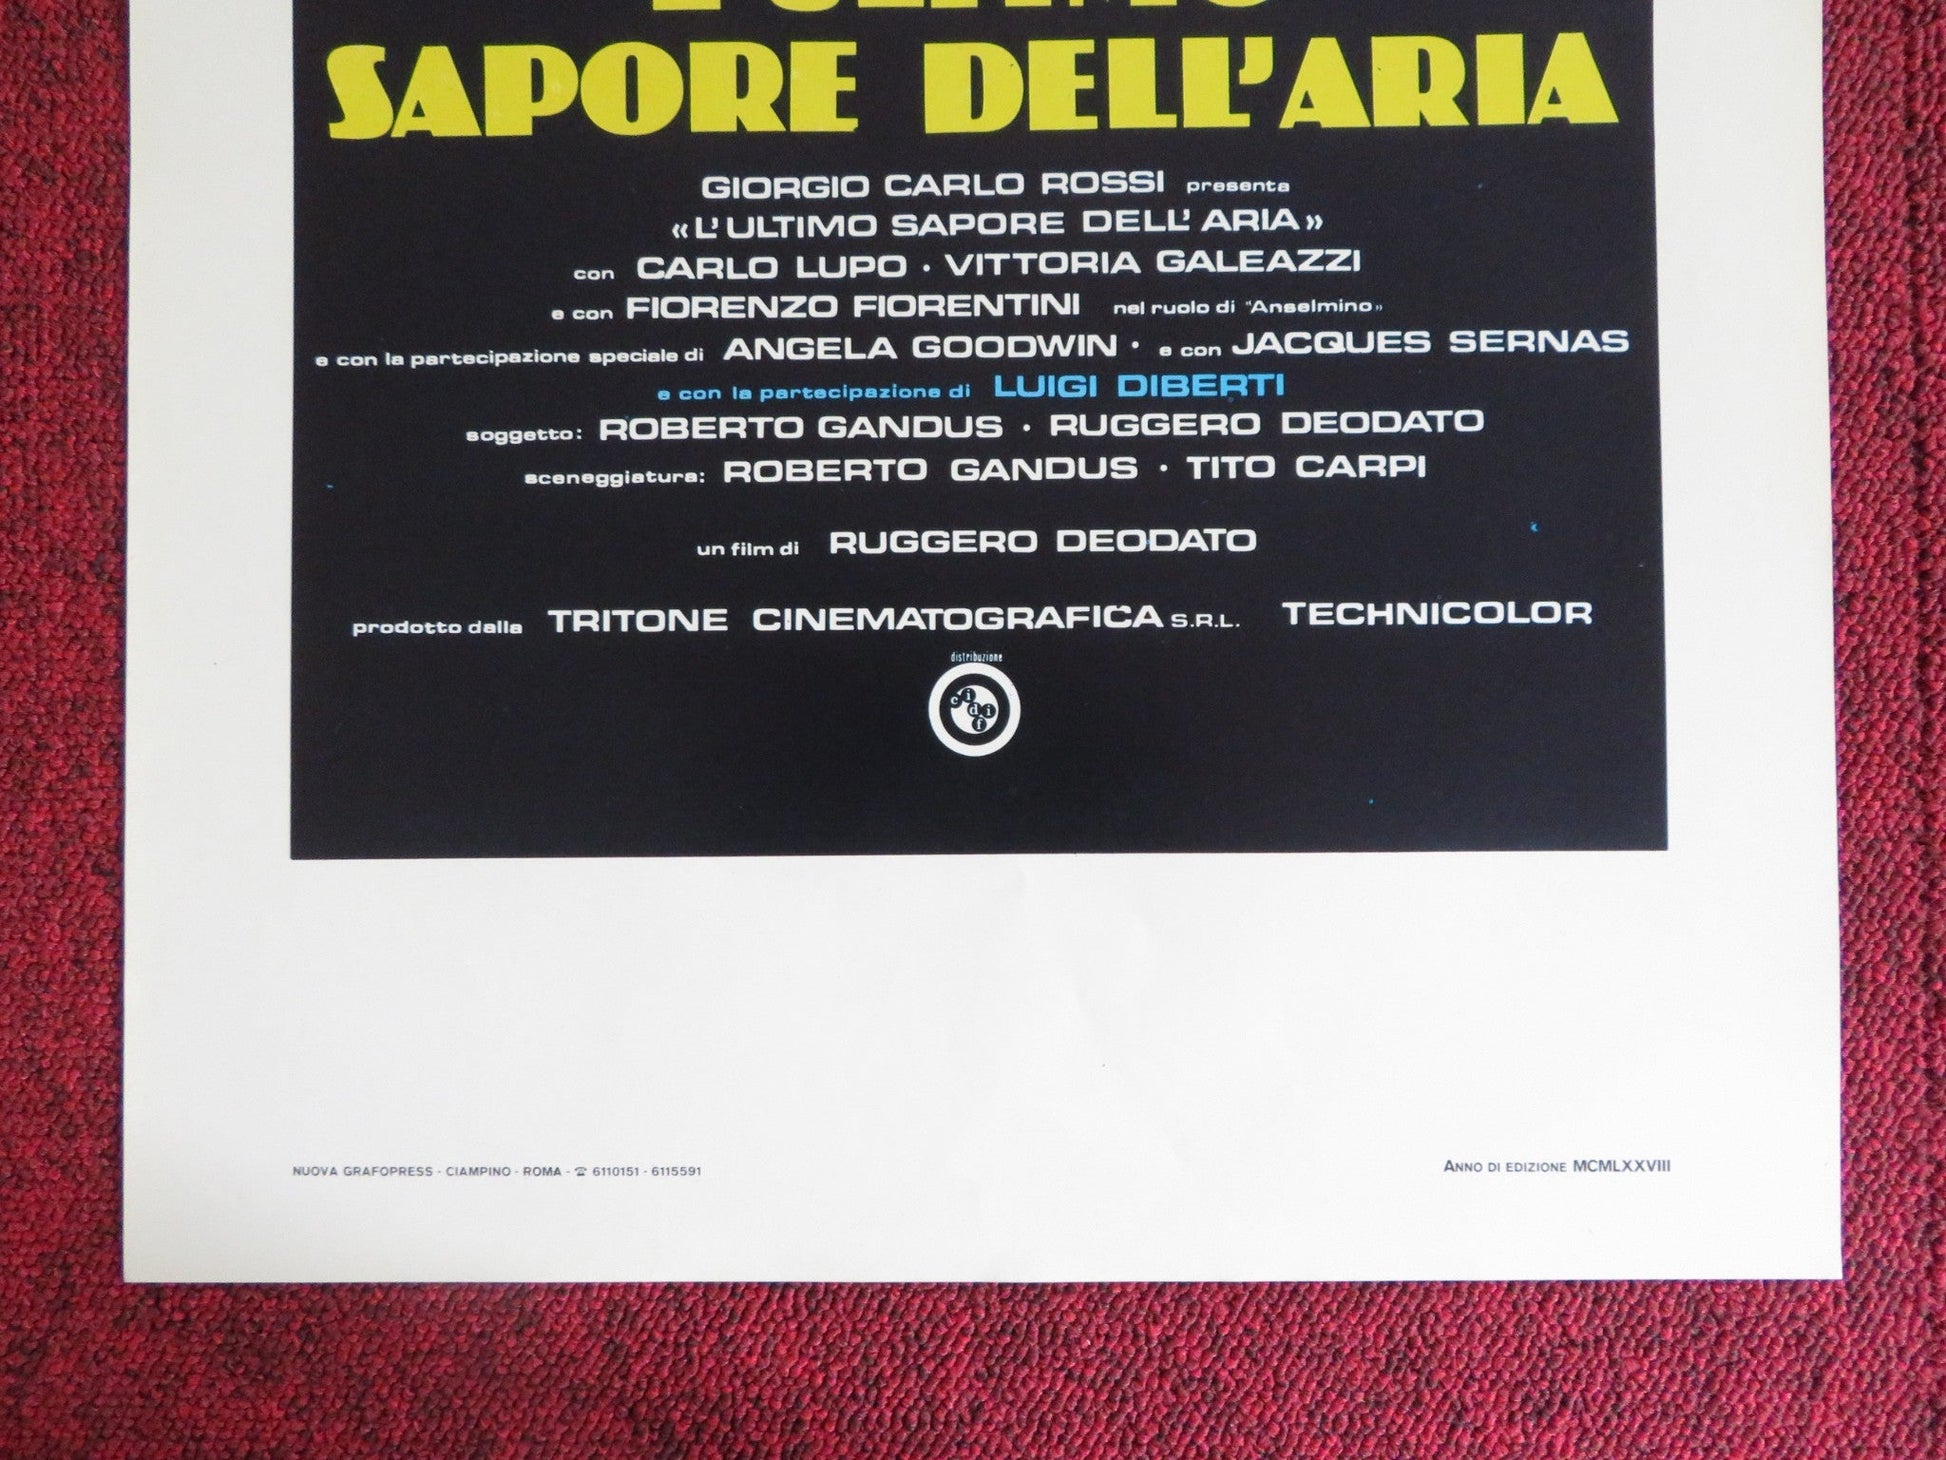 L'ULTIMO
SAPORE DELL'ARIA
GIORGIO CARLO ROSSI presenta
«L'ULTIMO SAPORE DELL'ARIA»
con CARLO LUPO · VITTORIA GALEAZZI
e con FIORENZO FIORENTINI nel ruolo di "Anselmino"
e con la partecipazione speciale di ANGELA GOODWIN · e con JACQUES SERNAS
e con la partecipazione di LUIGI DIBERTI
soggetto: ROBERTO GANDUS · RUGGERO DEODATO
sceneggiatura: ROBERTO GANDUS · TITO CARPI
un film di RUGGERO DEODATO
prodotto dalla TRITONE CINEMATOGRAFICA S.R.L. TECHNICOLOR
distribuzione
cidif
NUOVA GRAFOPRESS - CIAMPINO - ROMA - ☎ 6110151 - 6115591
ANNO DI EDIZIONE MCMLXXVIII